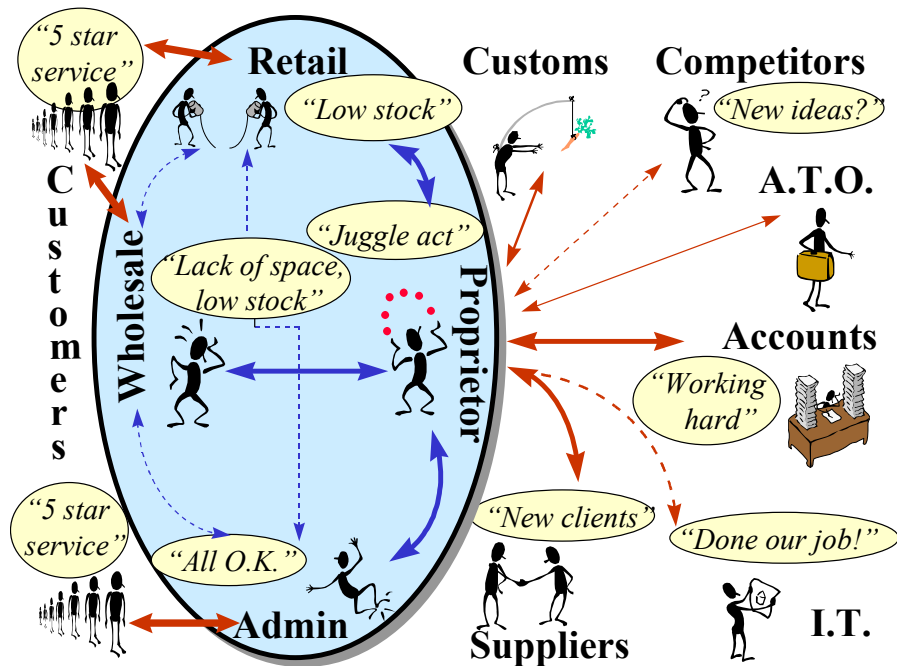 “5 star
service”
Retail
Customs
Competitors
“Low stock”
“New ideas?”
?
A.T.O.
Customers
Wholesale
“Juggle act”
“Lack of space,
low stock”
Proprietor
Accounts
“Working
hard”
“5 star
service”
“New clients”
“All O.K.”
“Done our job!”
Admin
Suppliers
I.T.